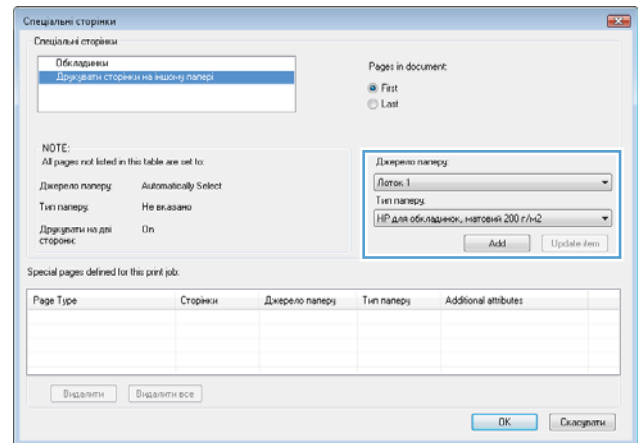 Спеціальні сторінки
Спеціальні сторінки
Обкладинки
Друкувати сторінки на іншому папері
Pages in document:
First
Last
NOTE:
All pages not listed in this table are set to:
Джерело паперу: Automatically Select
Тип паперу: Не вказано
Друкувати на дві сторони: On
Джерело паперу:
Лоток 1
Тип паперу:
HP для обкладинок, матовий 200 г/м2
Add Update item
Special pages defined for this print job:
Page Type Сторінки Джерело паперу Тип паперу Additional attributes
Видалити Видалити все
OK Скасувати